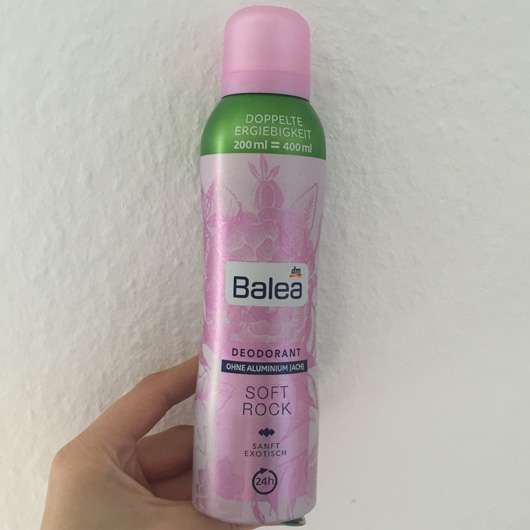 DOPPELTE
ERGIEBIGKEIT
200 ml = 400 ml
dm
Balea
DEODORANT
OHNE ALUMINIUM (ACH)
SOFT
ROCK
SANFT
EXOTISCH
24h